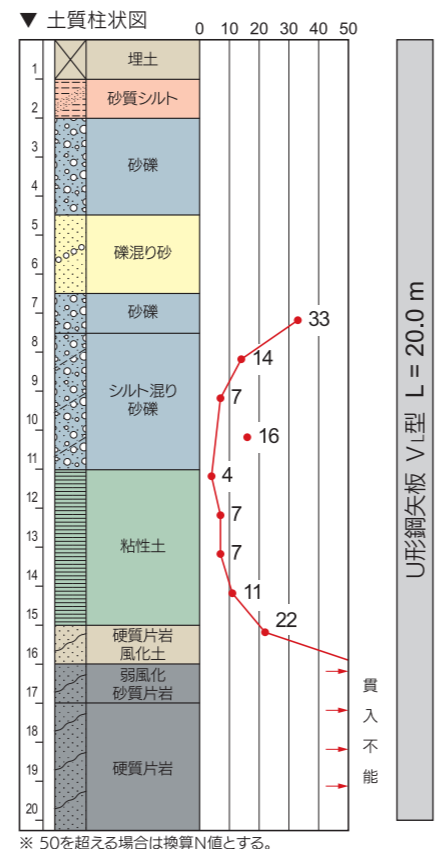 ▼ 土質柱状図
0 10 20 30 40 50
1
埋土
2
砂質シルト
3
4
砂礫
5
6
礫混り砂
7
砂礫
33
8
14
9
7
シルト混り
砂礫
10
16
11
4
12
7
13
粘性土
7
14
11
15
22
硬質片岩
風化土
16
弱風化
砂質片岩
17
18
19
硬質片岩
20
貫入不能
U形鋼矢板 VL型 L = 20.0 m
※ 50を超える場合は換算N値とする。